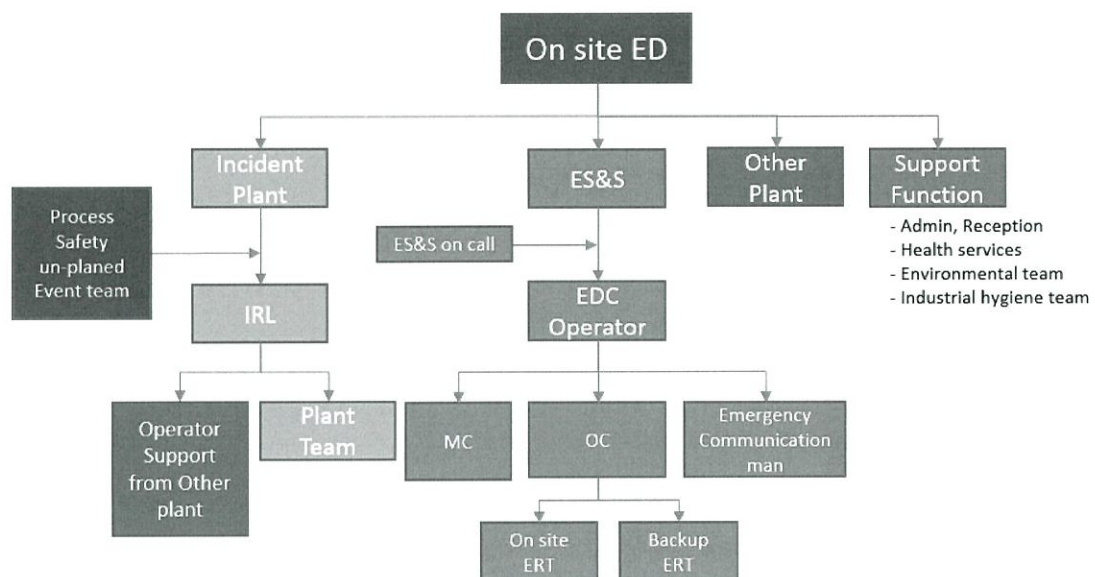 On site ED
Incident
Plant
ES&S
Other
Plant
Support
Function
- Admin, Reception
- Health services
- Environmental team
- Industrial hygiene team
Process
Safety
un-planed
Event team
ES&S on call
IRL
EDC
Operator
Operator
Support
from Other
plant
Plant
Team
MC
OC
Emergency
Communication
man
On site
ERT
Backup
ERT